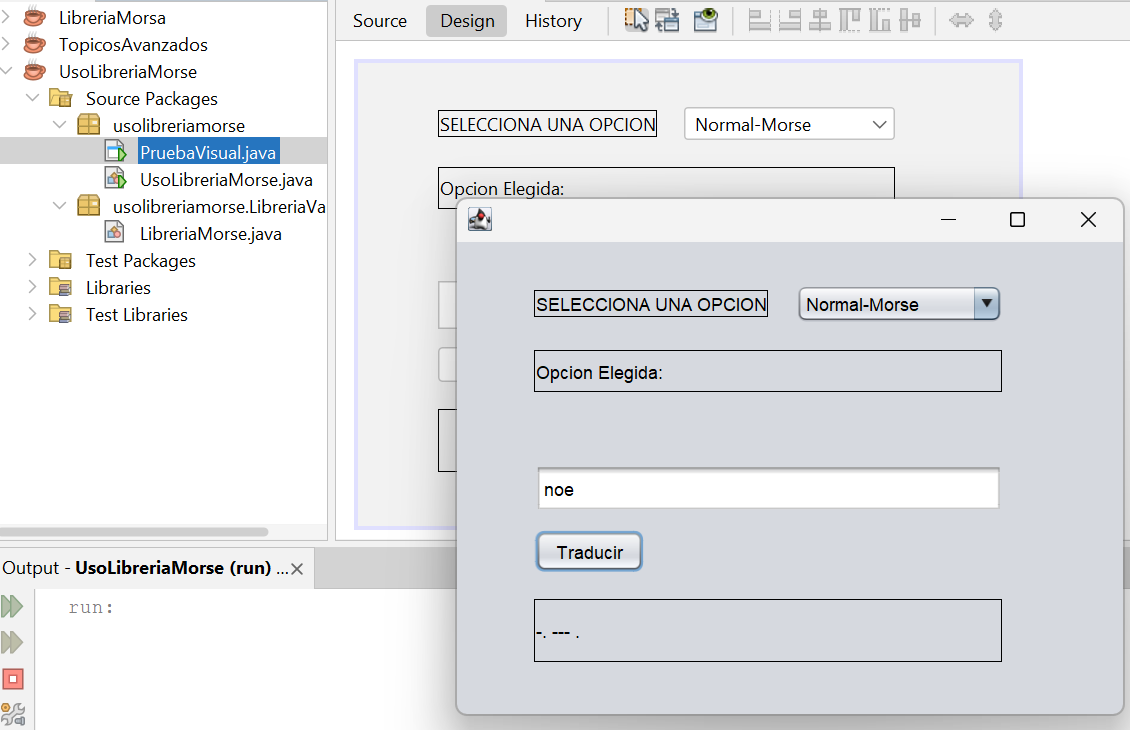 LibreriaMorsa
TopicosAvanzados
UsoLibreriaMorse
Source Packages
usolibreriamorse
PruebaVisual.java
UsoLibreriaMorse.java
usolibreriamorse.LibreriaVa
LibreriaMorse.java
Test Packages
Libraries
Test Libraries
Source Design History
SELECCIONA UNA OPCION Normal-Morse
Opcion Elegida:
SELECCIONA UNA OPCION Normal-Morse
Opcion Elegida:
noe
Traducir
-. --- .
Output - UsoLibreriaMorse (run) ...
run: